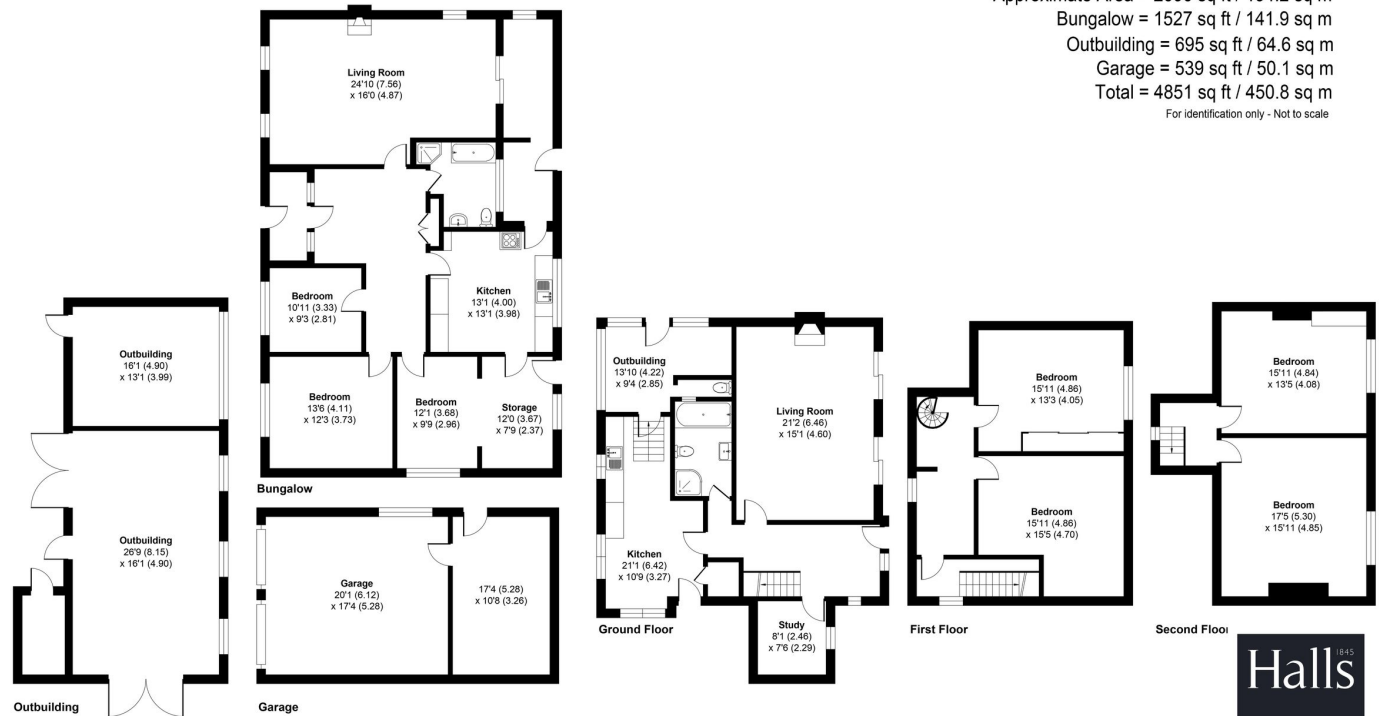 Bungalow = 1527 sq ft / 141.9 sq m
Outbuilding = 695 sq ft / 64.6 sq m
Garage = 539 sq ft / 50.1 sq m
Total = 4851 sq ft / 450.8 sq m
For identification only - Not to scale
Living Room
24'10 (7.56)
x 16'0 (4.87)
Bedroom
10'11 (3.33)
x 9'3 (2.81)
Kitchen
13'1 (4.00)
x 13'1 (3.98)
Bedroom
13'6 (4.11)
x 12'3 (3.73)
Bedroom
12'1 (3.68)
x 9'9 (2.96)
Storage
12'0 (3.67)
x 7'9 (2.37)
Bungalow
Outbuilding
16'1 (4.90)
x 13'1 (3.99)
Outbuilding
26'9 (8.15)
x 16'1 (4.90)
Outbuilding
Garage
20'1 (6.12)
x 17'4 (5.28)
17'4 (5.28)
x 10'8 (3.26)
Garage
Outbuilding
13'10 (4.22)
x 9'4 (2.85)
Living Room
21'2 (6.46)
x 15'1 (4.60)
Kitchen
21'1 (6.42)
x 10'9 (3.27)
Study
8'1 (2.46)
x 7'6 (2.29)
Ground Floor
Bedroom
15'11 (4.86)
x 13'3 (4.05)
Bedroom
15'11 (4.86)
x 15'5 (4.70)
First Floor
Bedroom
15'11 (4.84)
x 13'5 (4.08)
Bedroom
17'5 (5.30)
x 15'11 (4.85)
Second Floor
1845
Halls